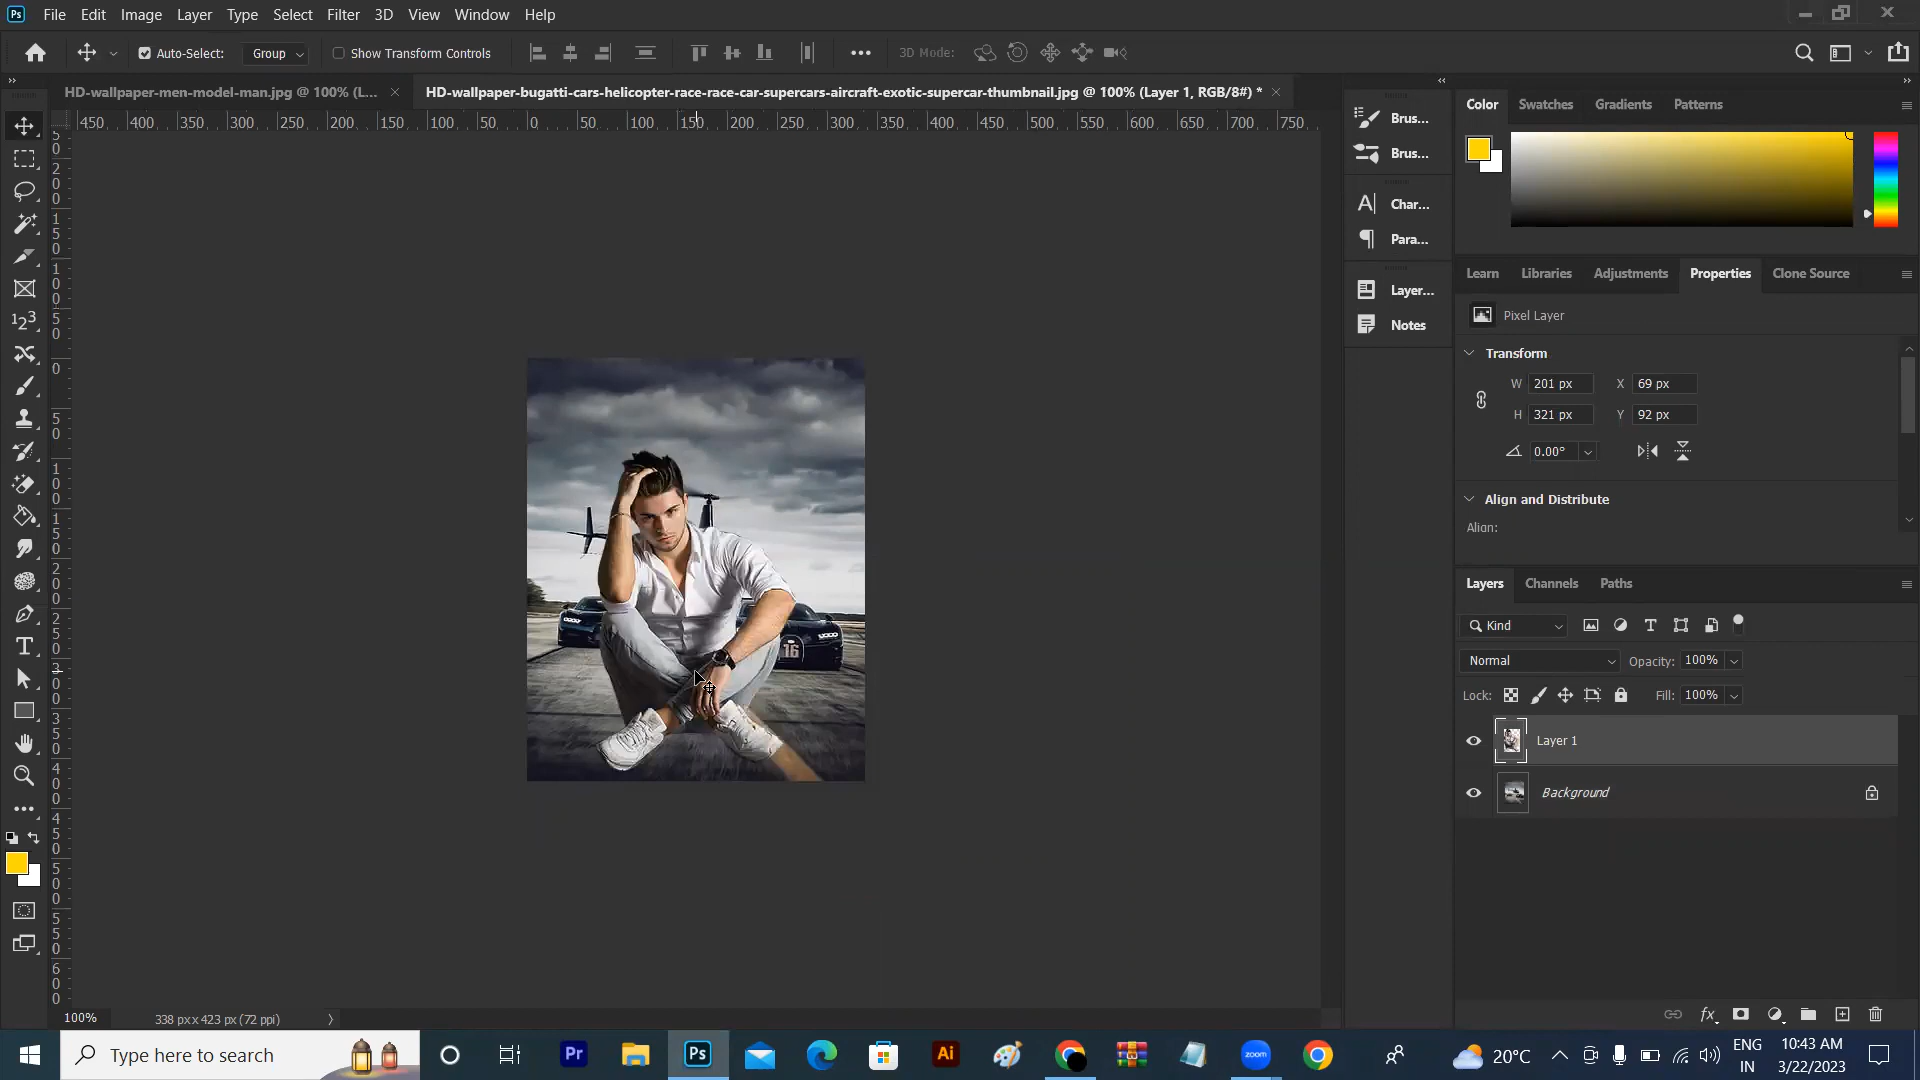 Ps File Edit Image Layer Type Select Filter 3D View Window Help
Auto-Select: Group Show Transform Controls 3D Mode:
HD-wallpaper-men-model-man.jpg @ 100% (L... HD-wallpaper-bugatti-cars-helicopter-race-race-car-supercars-aircraft-exotic-supercar-thumbnail.jpg @ 100% (Layer 1, RGB/8#) *
450 400 350 300 250 200 150 100 50 0 50 100 150 200 250 300 350 400 450 500 550 600 650 700 750
Brus...
Brus...
Char...
Para...
Layer...
Notes
Color Swatches Gradients Patterns
Learn Libraries Adjustments Properties Clone Source
Pixel Layer
Transform
W 201 px X 69 px
H 321 px Y 92 px
0.00°
Align and Distribute
Align:
Layers Channels Paths
Kind
Normal Opacity: 100%
Lock: Fill: 100%
Layer 1
Background
fx
16
100% 338 px x 423 px (72 ppi)
Type here to search
Pr Ps Ai zoom
20°C
ENG
IN
10:43 AM
3/22/2023